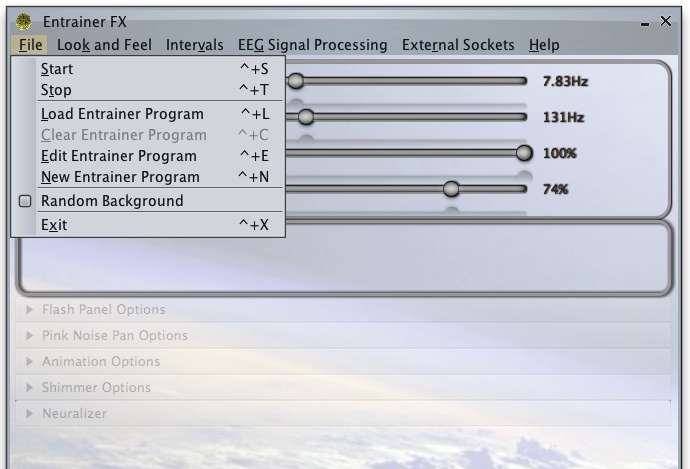 Entrainer FX
File Look and Feel Intervals EEG Signal Processing External Sockets Help
Start ^+S
Stop ^+T
Load Entrainer Program ^+L
Clear Entrainer Program ^+C
Edit Entrainer Program ^+E
New Entrainer Program ^+N
Random Background
Exit ^+X
7.83Hz
131Hz
100%
74%
Flash Panel Options
Pink Noise Pan Options
Animation Options
Shimmer Options
Neuralizer